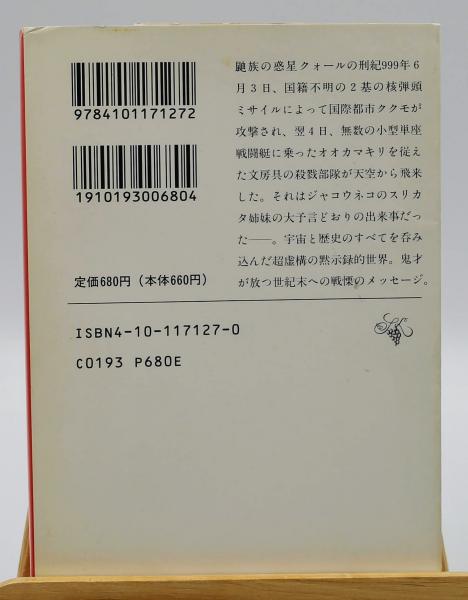 鼬族の惑星クォールの刑紀999年6
月3日、国籍不明の2基の核弾頭
ミサイルによって国際都市ククモが
攻撃され、翌4日、無数の小型単座
戦闘艇に乗ったオオカマキリを従え
た文房具の殺戮部隊が天空から飛来
した。それはジャコウネコのスリカ
タ姉妹の大予言どおりの出来事だっ
た――。宇宙と歴史のすべてを呑み
込んだ超虚構の黙示録的世界。鬼才
が放つ世紀末への戦慄のメッセージ。
9784101171272
1910193006804
定価680円（本体660円）
ISBN4-10-117127-0
C0193 P680E